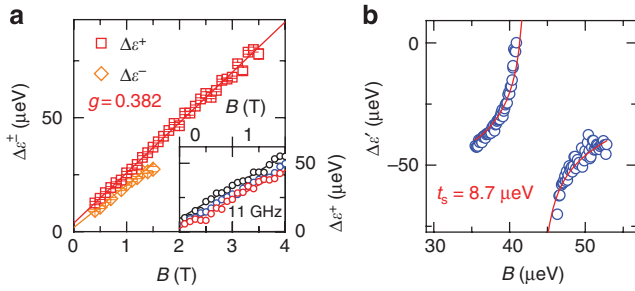 a
Δε⁺
Δε⁻
g=0.382
Δε± (μeV)
50
0
0 1 2 3 4
B (T)
B (T)
0 1
50
0
Δε⁺ (μeV)
11 GHz
b
0
−50
Δε′ (μeV)
tₛ = 8.7 μeV
30 40 50
B (μeV)